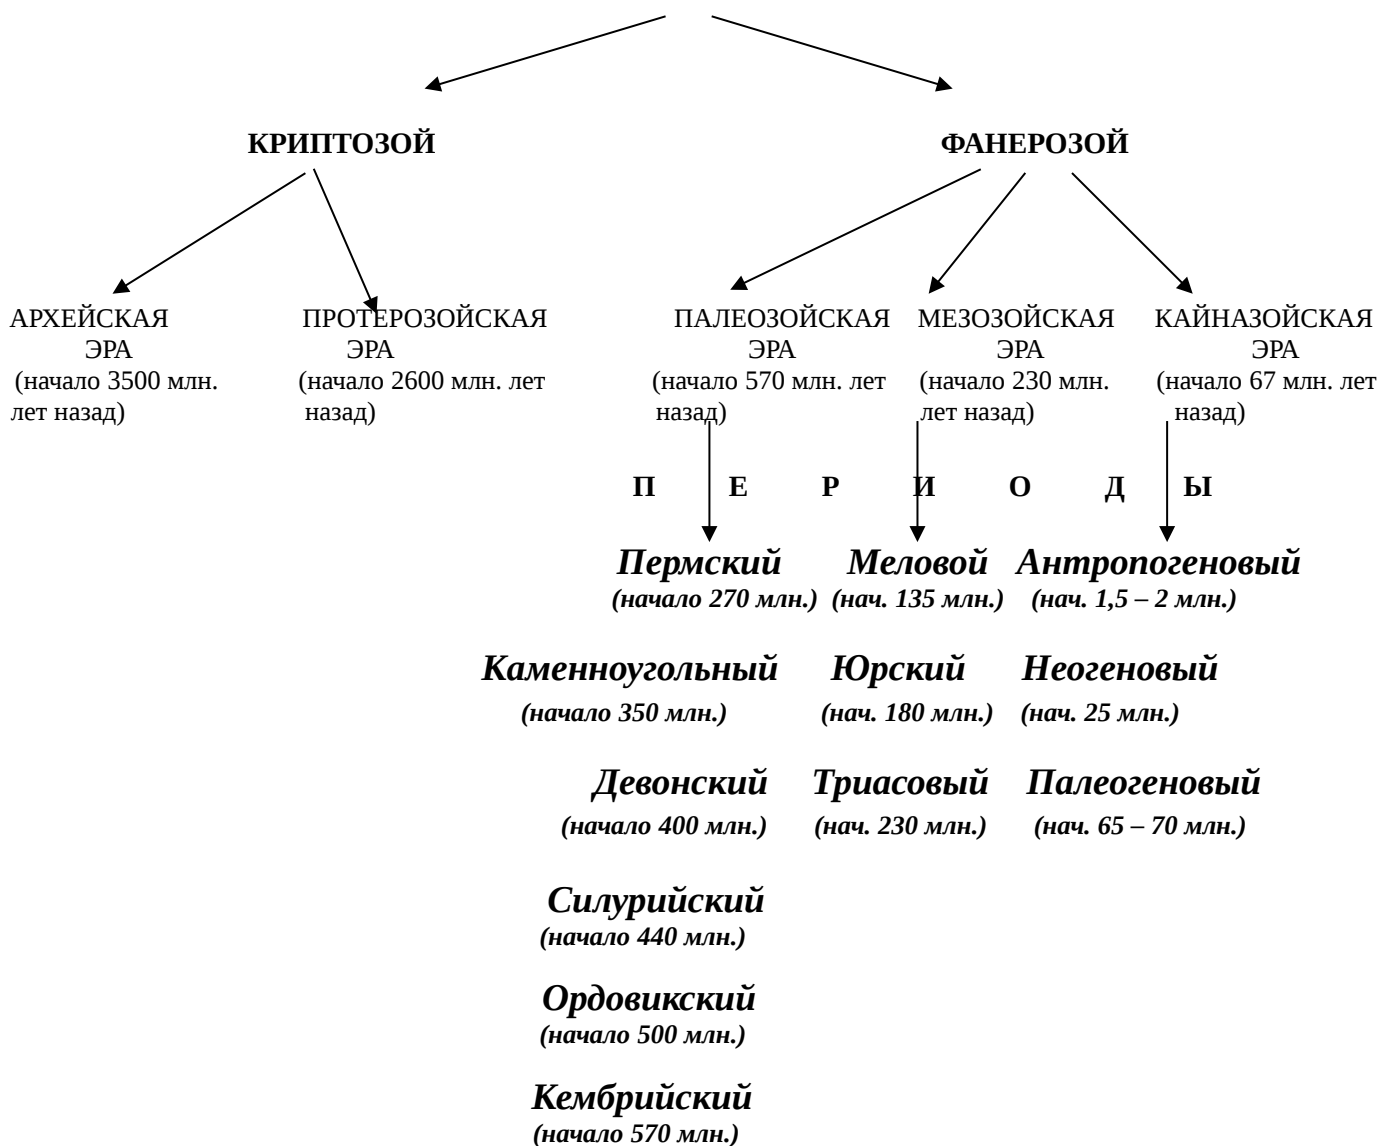 КРИПТОЗОЙ ФАНЕРОЗОЙ
АРХЕЙСКАЯ ПРОТЕРОЗОЙСКАЯ ПАЛЕОЗОЙСКАЯ МЕЗОЗОЙСКАЯ КАЙНАЗОЙСКАЯ
ЭРА ЭРА ЭРА ЭРА ЭРА
(начало 3500 млн. (начало 2600 млн. лет (начало 570 млн. лет (начало 230 млн. (начало 67 млн. лет
лет назад) назад) назад) лет назад) назад)
П Е Р И О Д Ы
Пермский Меловой Антропогеновый
(начало 270 млн.) (нач. 135 млн.) (нач. 1,5 – 2 млн.)
Каменноугольный Юрский Неогеновый
(начало 350 млн.) (нач. 180 млн.) (нач. 25 млн.)
Девонский Триасовый Палеогеновый
(начало 400 млн.) (нач. 230 млн.) (нач. 65 – 70 млн.)
Силурийский
(начало 440 млн.)
Ордовикский
(начало 500 млн.)
Кембрийский
(начало 570 млн.)